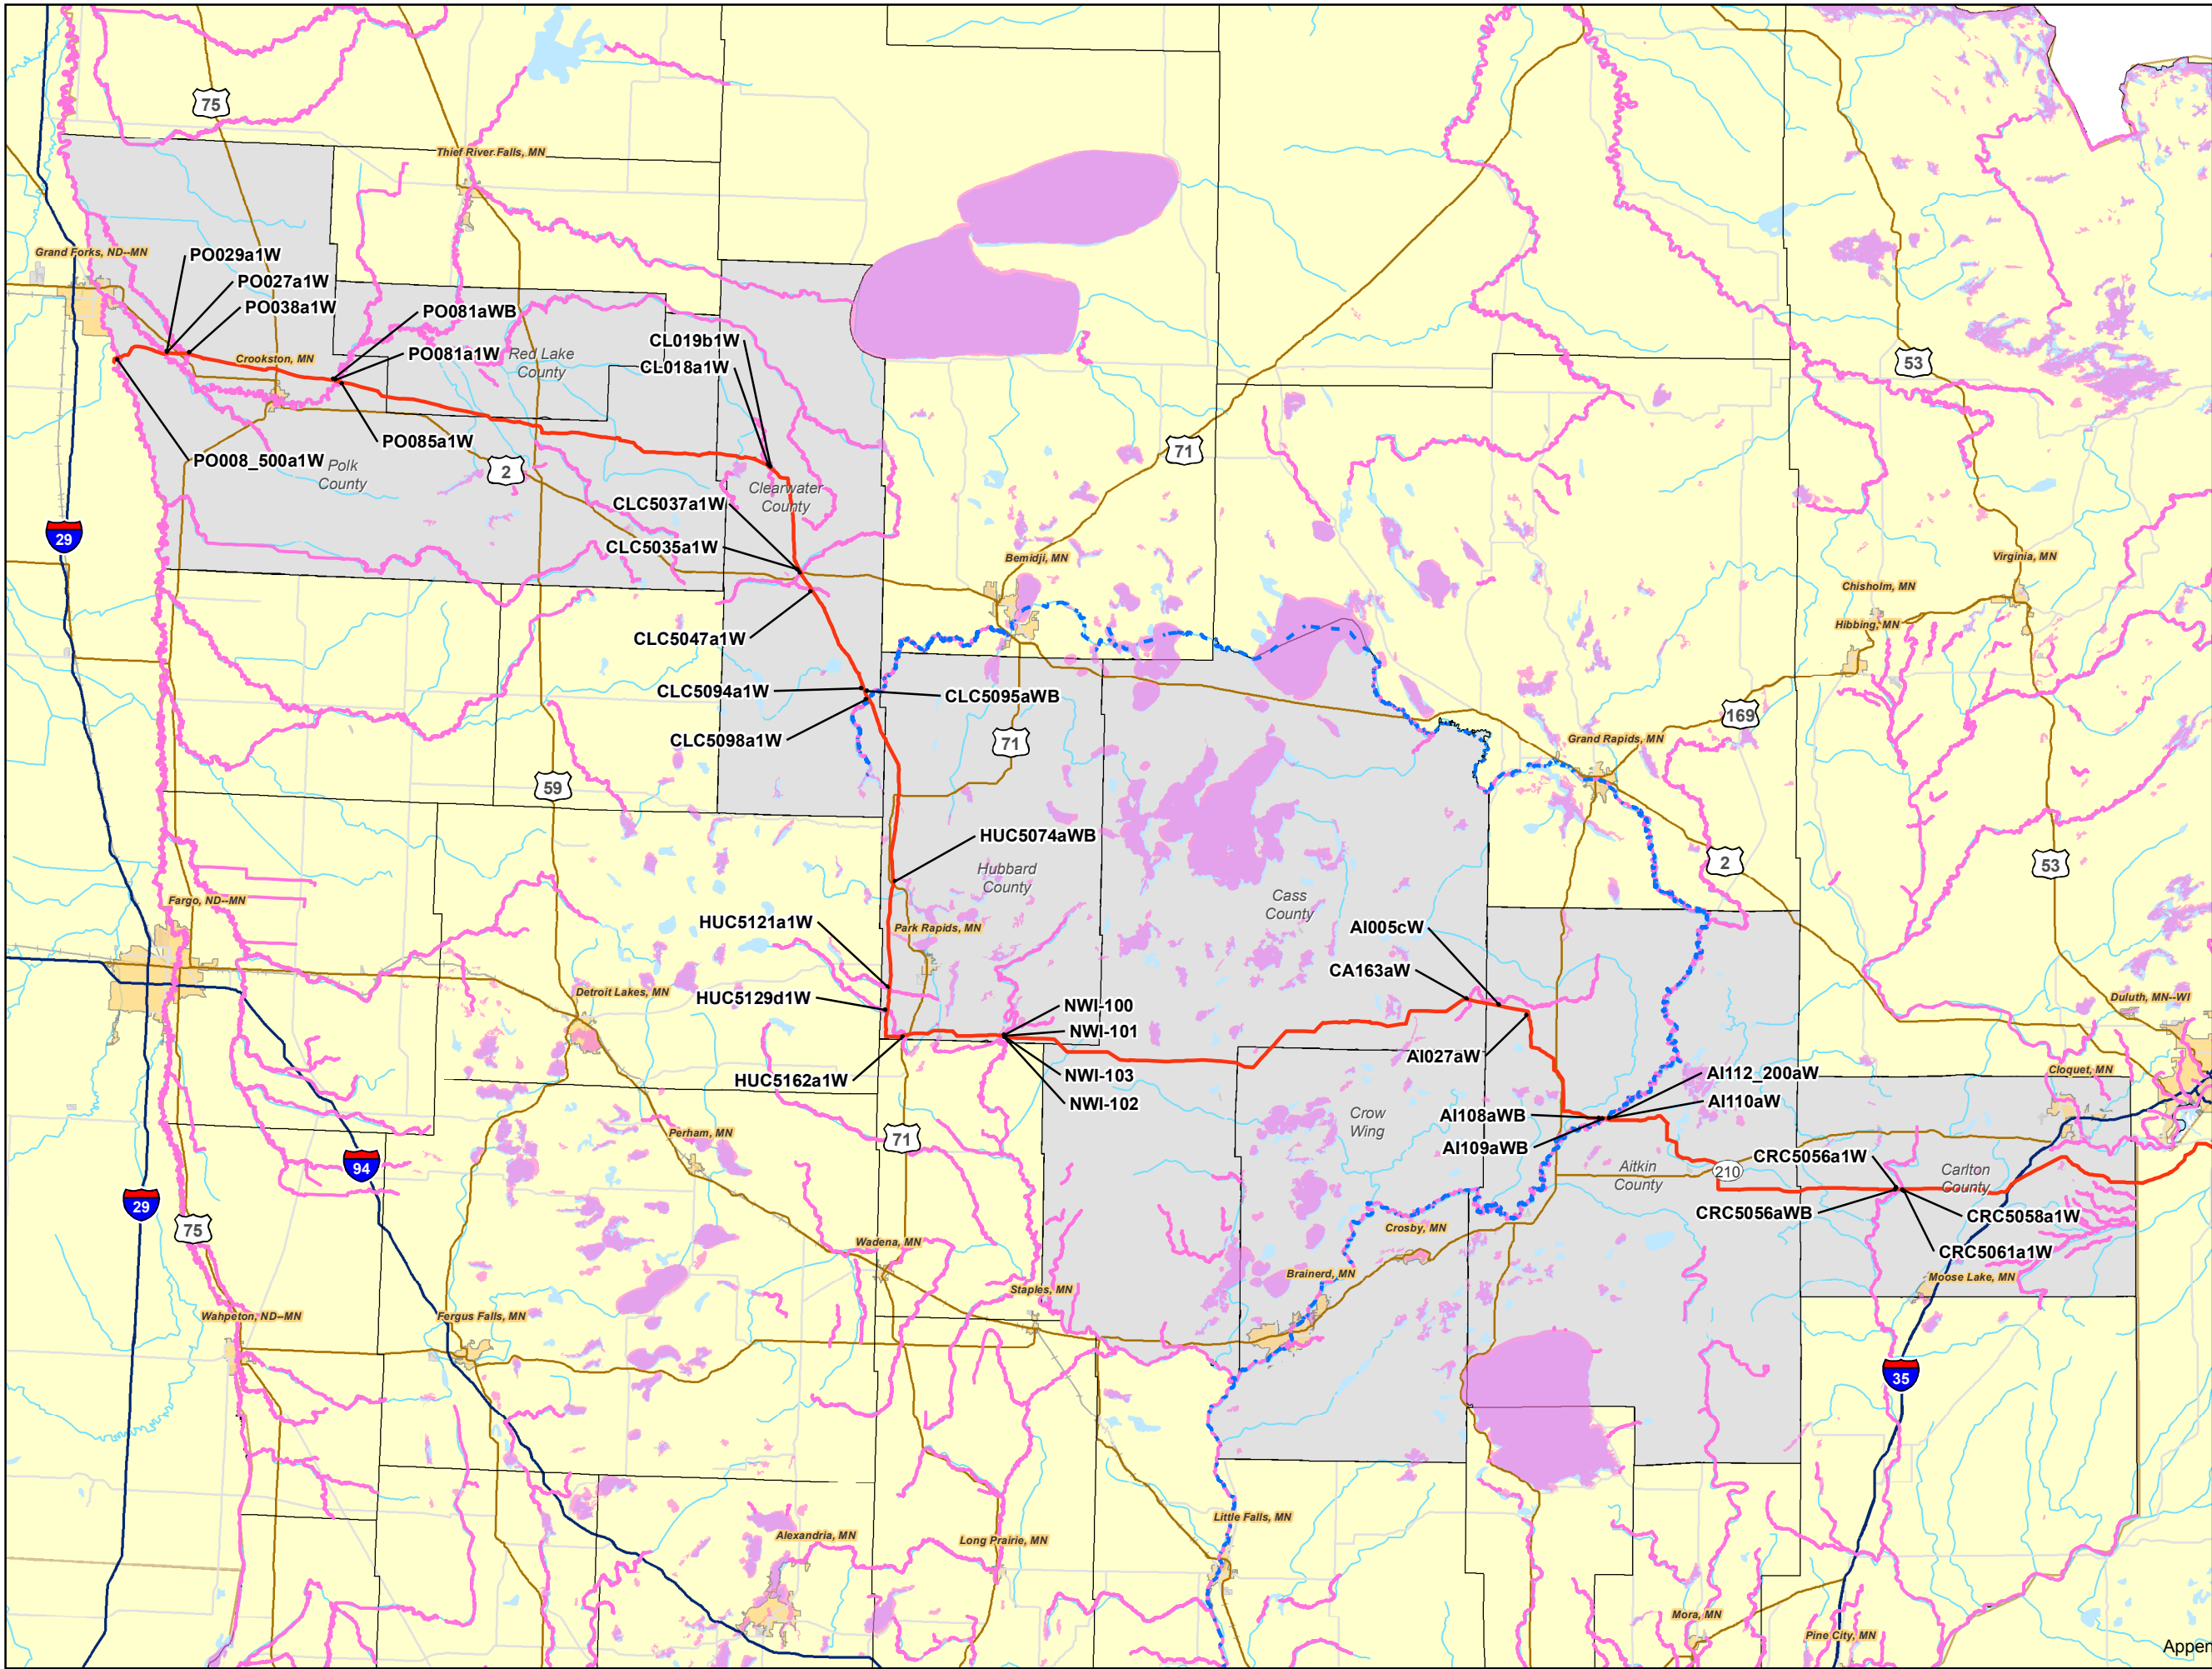 75
Thief River Falls, MN
Grand Forks, ND--MN
PO029a1W
PO027a1W
PO038a1W
PO081aWB
Crookston, MN
PO081a1W
Red Lake
County
CL019b1W
CL018a1W
53
PO085a1W
PO008_500a1W
Polk
County
2
71
Clearwater
County
CLC5037a1W
29
CLC5035a1W
Bemidji, MN
Virginia, MN
Chisholm, MN
Hibbing, MN
CLC5047a1W
CLC5094a1W
CLC5095aWB
CLC5098a1W
71
169
Grand Rapids, MN
59
HUC5074aWB
Hubbard
County
2
53
Cass
County
Fargo, ND--MN
HUC5121a1W
Park Rapids, MN
AI005cW
CA163aW
Detroit Lakes, MN
HUC5129d1W
NWI-100
NWI-101
Duluth, MN--WI
AI027aW
HUC5162a1W
NWI-103
NWI-102
Cloquet, MN
AI112_200aW
AI110aW
Crow
Wing
AI108aWB
AI109aWB
Perham, MN
71
94
CRC5056a1W
Aitkin
County
210
Carlton
County
29
75
CRC5056aWB
CRC5058a1W
Crosby, MN
Wadena, MN
CRC5061a1W
Brainerd, MN
Moose Lake, MN
Staples, MN
Wahpeton, ND--MN
Fergus Falls, MN
35
Little Falls, MN
Alexandria, MN
Long Prairie, MN
Mora, MN
Pine City, MN
Appen